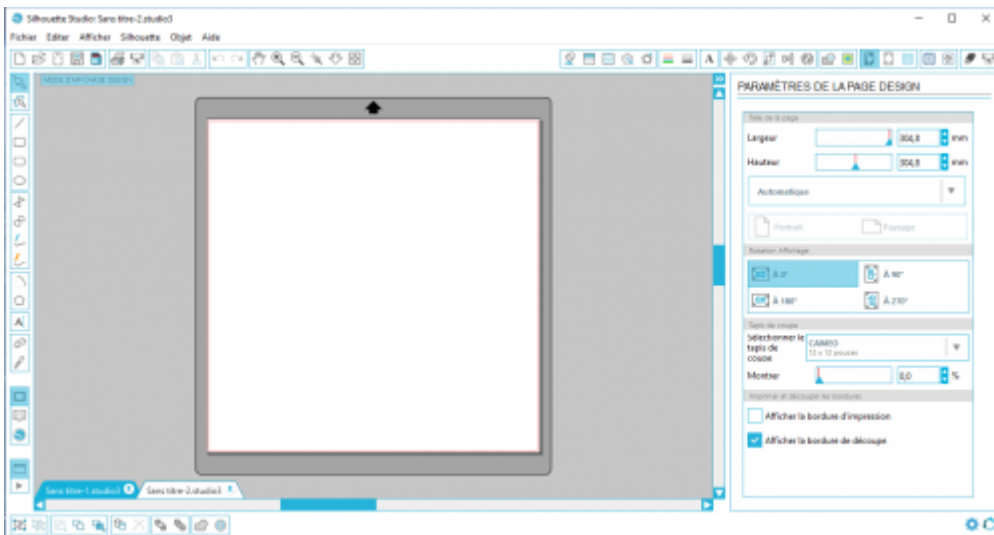 Silhouette Studio: Sans titre-2.studio3
Fichier Editer Afficher Silhouette Objet Aide
MODE D'AFFICHAGE DESIGN
PARAMÈTRES DE LA PAGE DESIGN
Taille de la page
Largeur 304,8 mm
Hauteur 304,8 mm
Automatique
Portrait Paysage
Rotation Affichage
À 0° À 90°
À 180° À 270°
Tapis de coupe
Sélectionner le
tapis de
coupe
CAMEO
12 x 12 pouces
Montrer 0,0 %
Imprimer et découper les bordures
Afficher la bordure d'impression
Afficher la bordure de découpe
Sans titre-1.studio3 Sans titre-2.studio3 X